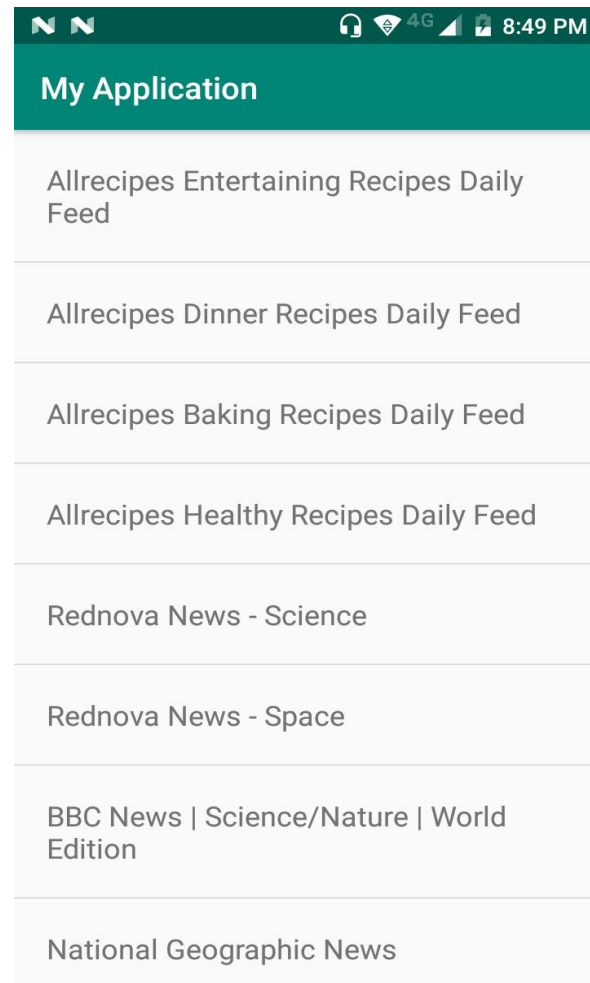 4G 8:49 PM
My Application
Allrecipes Entertaining Recipes Daily
Feed
Allrecipes Dinner Recipes Daily Feed
Allrecipes Baking Recipes Daily Feed
Allrecipes Healthy Recipes Daily Feed
Rednova News - Science
Rednova News - Space
BBC News | Science/Nature | World
Edition
National Geographic News